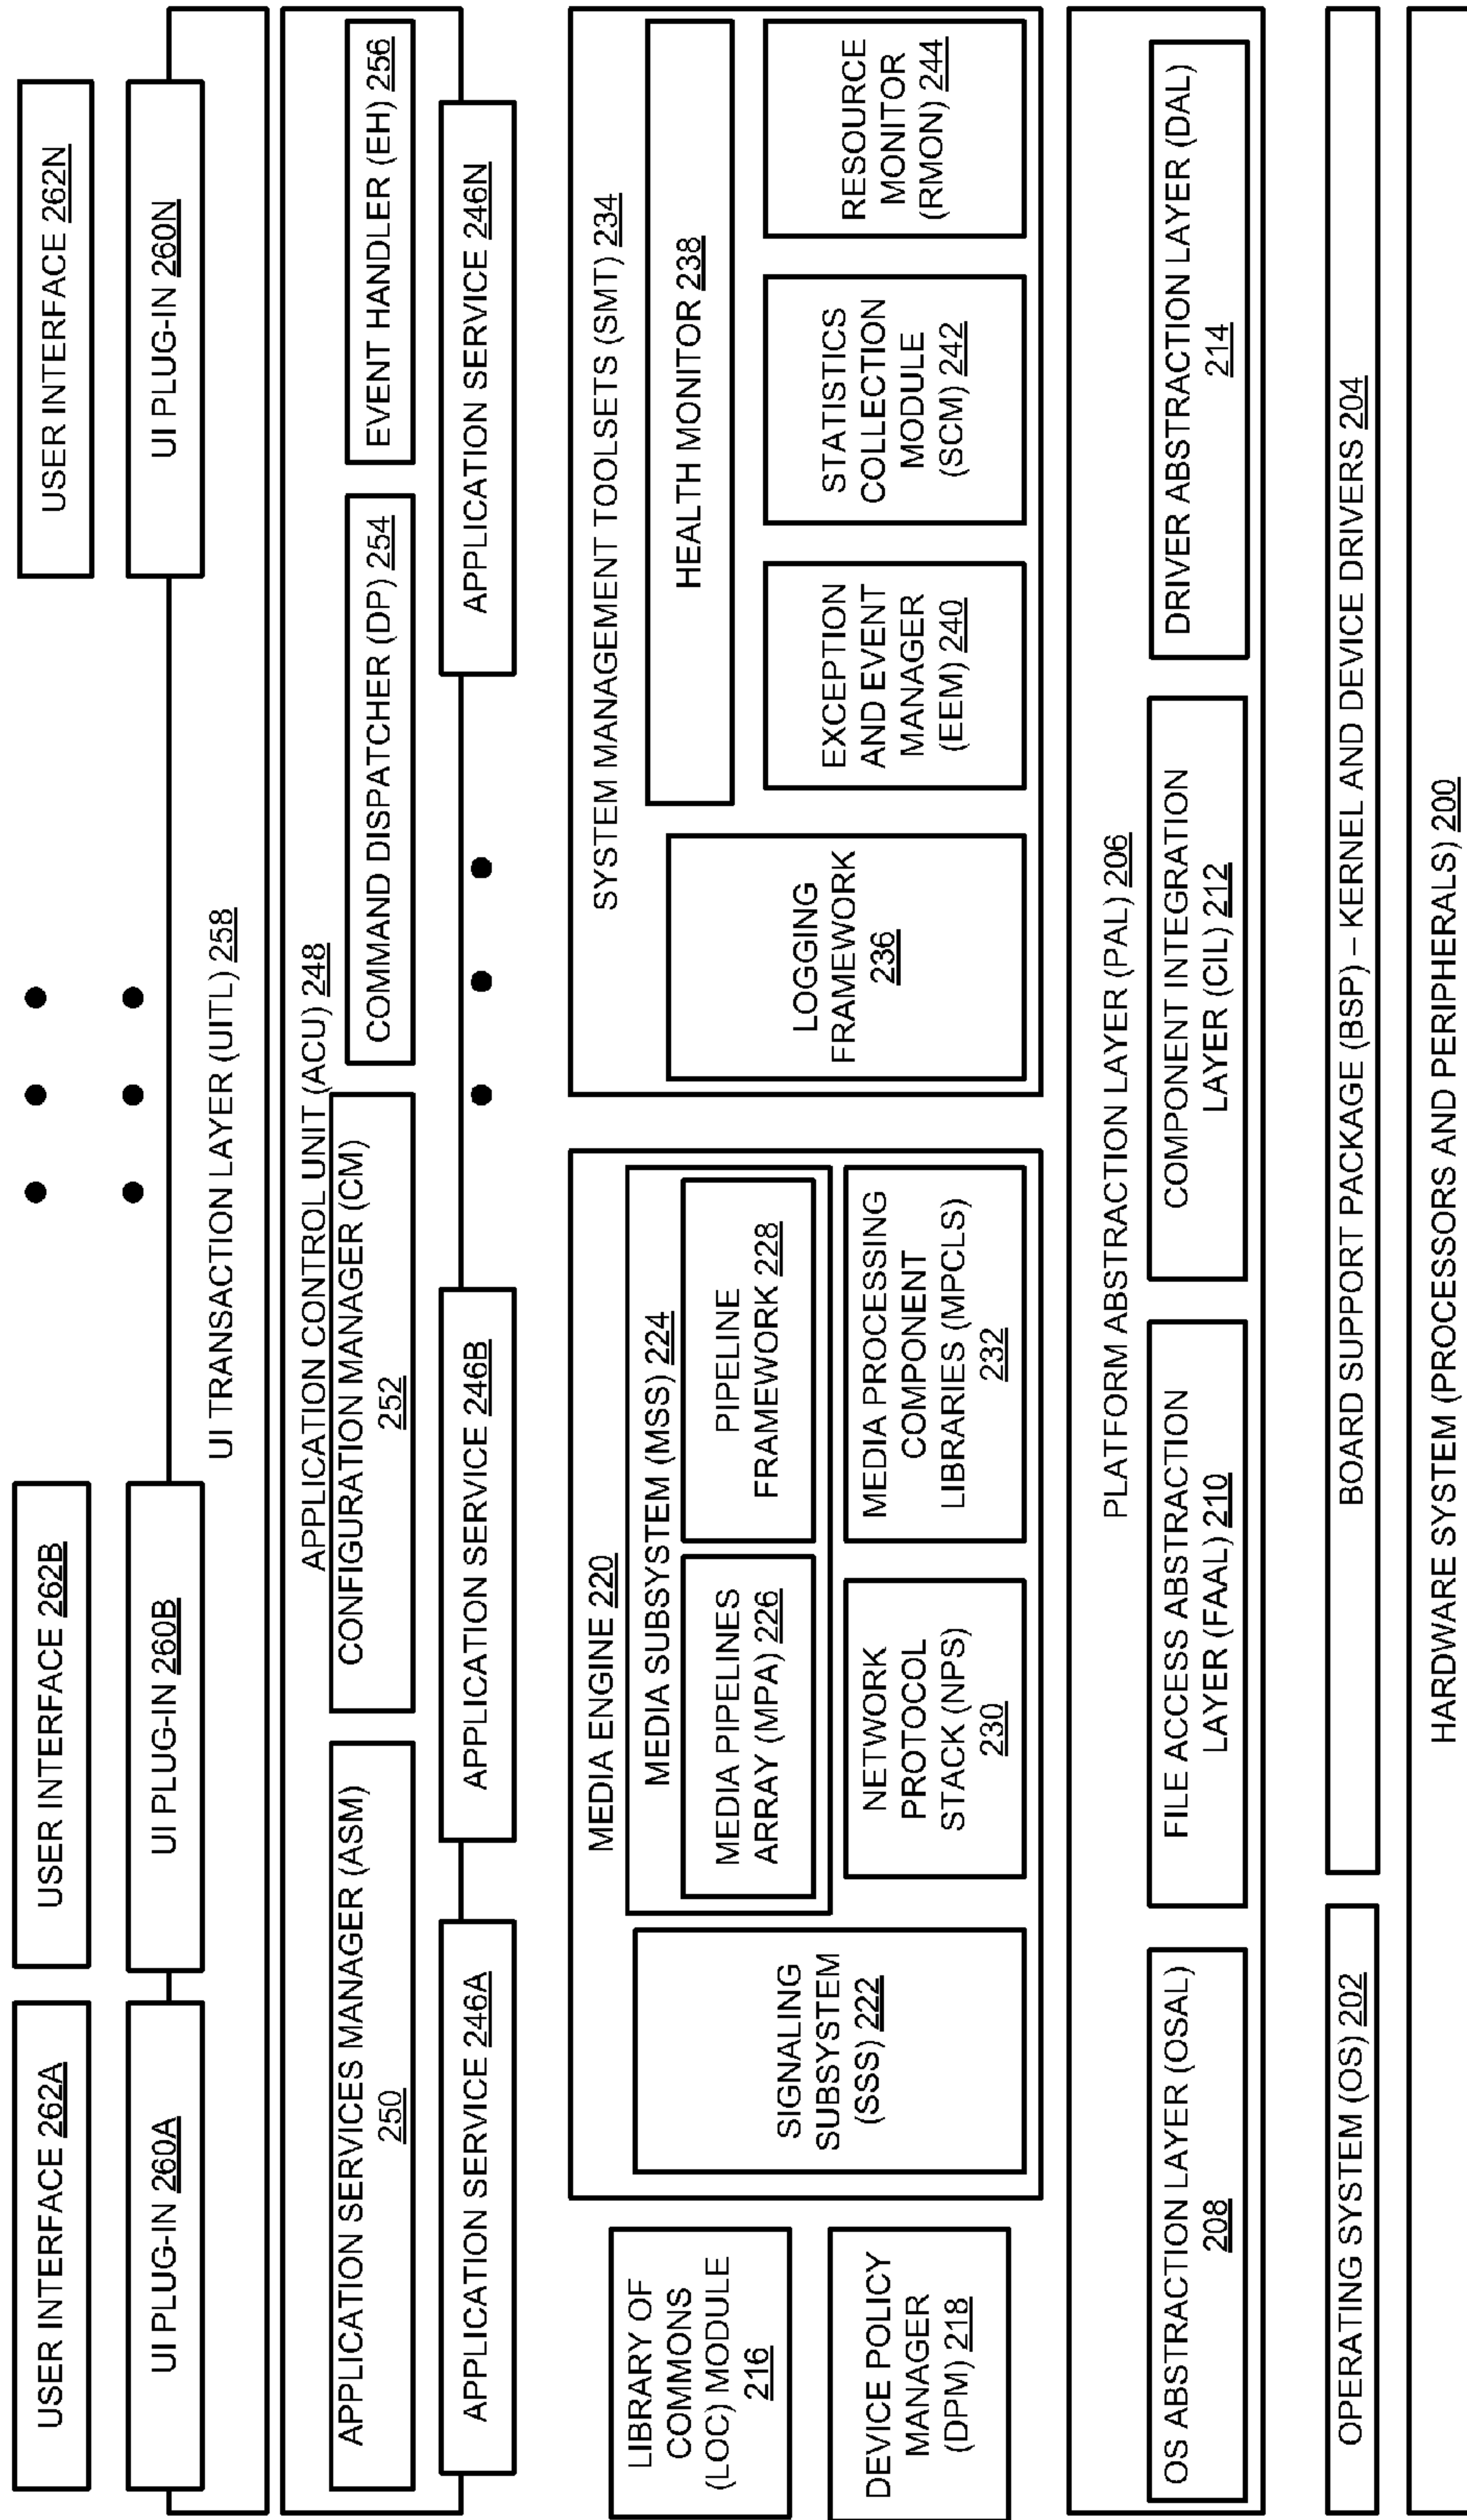 USER INTERFACE 262A
USER INTERFACE 262B
USER INTERFACE 262N
UI PLUG-IN 260A
UI PLUG-IN 260B
UI PLUG-IN 260N
UI TRANSACTION LAYER (UITL) 258
APPLICATION CONTROL UNIT (ACU) 248
APPLICATION SERVICES MANAGER (ASM)
250
CONFIGURATION MANAGER (CM)
252
COMMAND DISPATCHER (DP) 254
EVENT HANDLER (EH) 256
APPLICATION SERVICE 246A
APPLICATION SERVICE 246B
APPLICATION SERVICE 246N
LIBRARY OF
COMMONS
(LOC) MODULE
216
DEVICE POLICY
MANAGER
(DPM) 218
MEDIA ENGINE 220
SIGNALING
SUBSYSTEM
(SSS) 222
MEDIA SUBSYSTEM (MSS) 224
MEDIA PIPELINES
ARRAY (MPA) 226
PIPELINE
FRAMEWORK 228
NETWORK
PROTOCOL
STACK (NPS)
230
MEDIA PROCESSING
COMPONENT
LIBRARIES (MPCLS)
232
SYSTEM MANAGEMENT TOOLSETS (SMT) 234
LOGGING
FRAMEWORK
236
HEALTH MONITOR 238
EXCEPTION
AND EVENT
MANAGER
(EEM) 240
STATISTICS
COLLECTION
MODULE
(SCM) 242
RESOURCE
MONITOR
(RMON) 244
PLATFORM ABSTRACTION LAYER (PAL) 206
OS ABSTRACTION LAYER (OSAL)
208
FILE ACCESS ABSTRACTION
LAYER (FAAL) 210
COMPONENT INTEGRATION
LAYER (CIL) 212
DRIVER ABSTRACTION LAYER (DAL)
214
OPERATING SYSTEM (OS) 202
BOARD SUPPORT PACKAGE (BSP) – KERNEL AND DEVICE DRIVERS 204
HARDWARE SYSTEM (PROCESSORS AND PERIPHERALS) 200